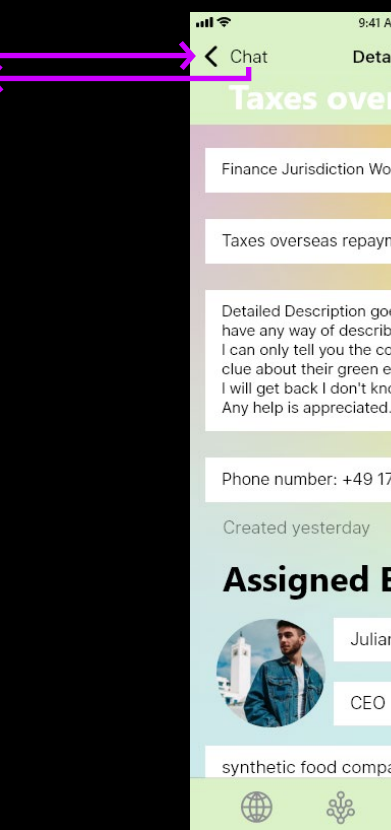 9:41 A
Chat
Deta
Taxes over
Finance Jurisdiction Wo
Taxes overseas repaym
Detailed Description goe
have any way of describ
I can only tell you the co
clue about their green e
I will get back I don't kno
Any help is appreciated.
Phone number: +49 17
Created yesterday
Assigned E
Julian
CEO
synthetic food compa